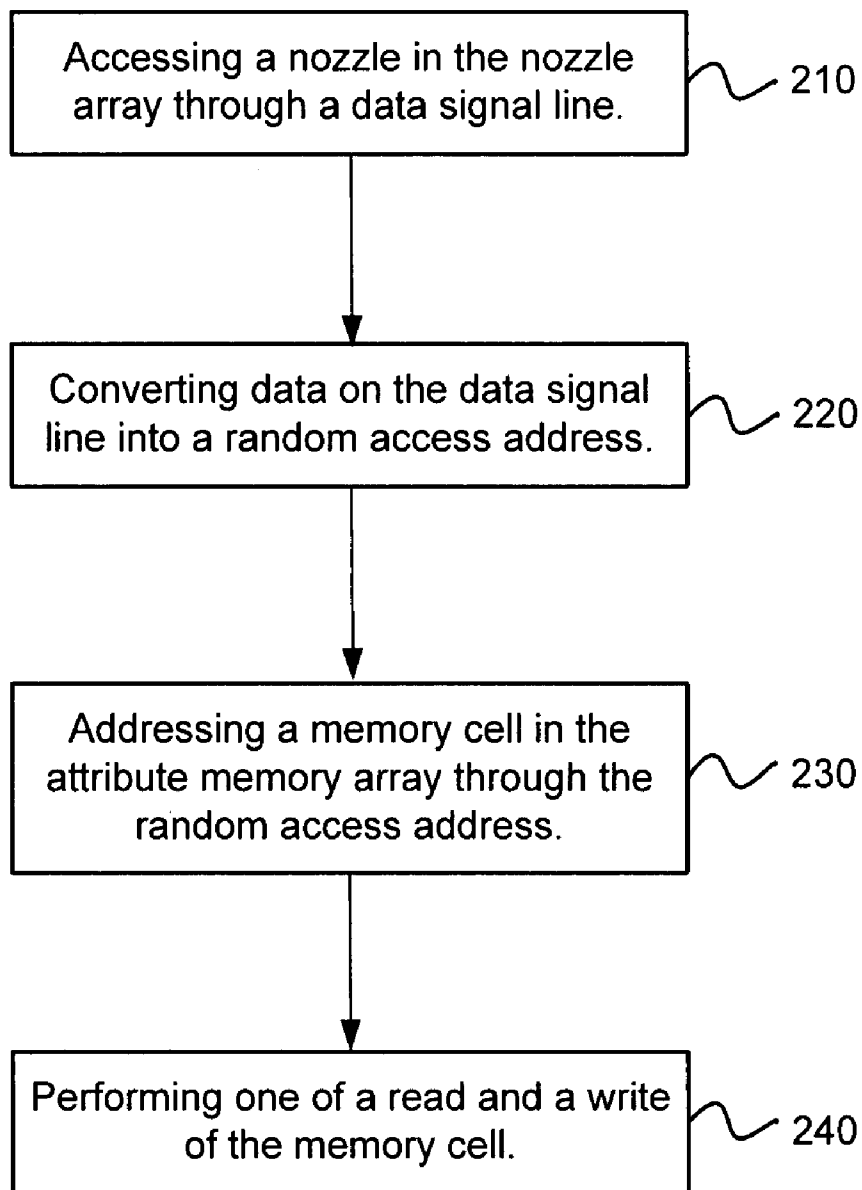 Accessing a nozzle in the nozzle
array through a data signal line.
210
Converting data on the data signal
line into a random access address.
220
Addressing a memory cell in the
attribute memory array through the
random access address.
230
Performing one of a read and a write
of the memory cell.
240